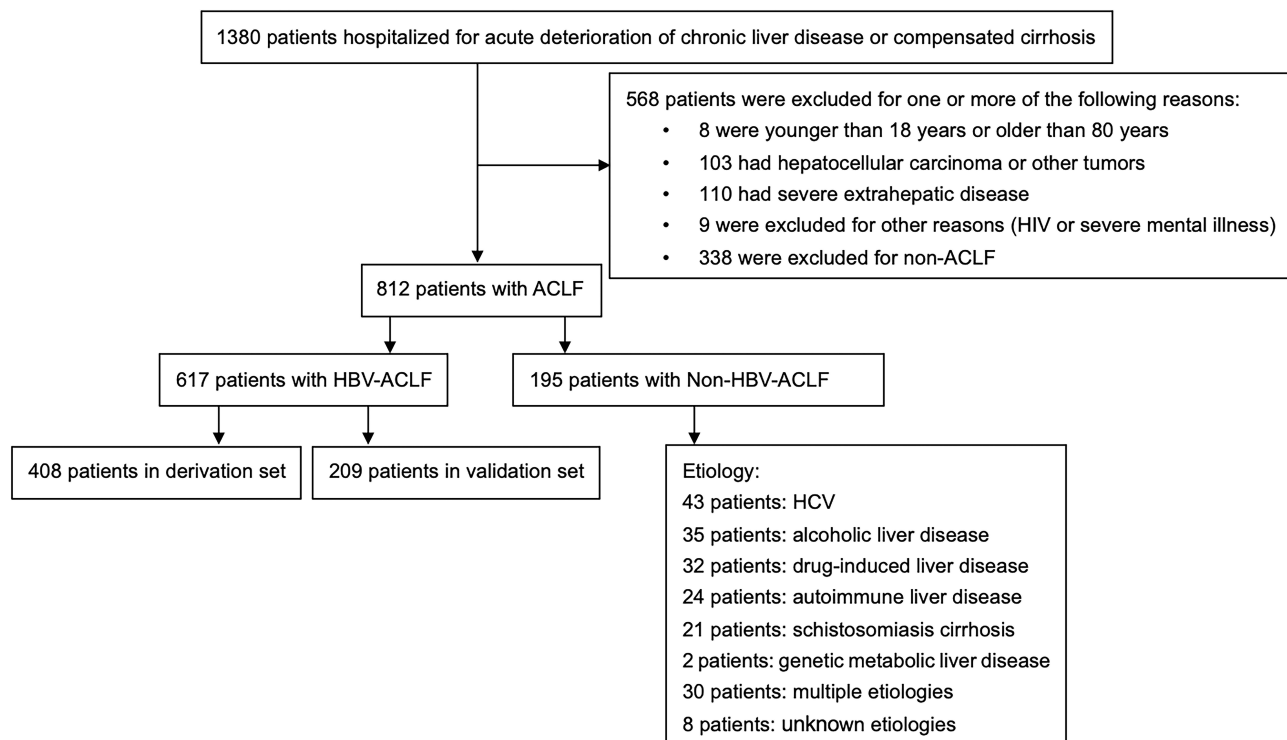 1380 patients hospitalized for acute deterioration of chronic liver disease or compensated cirrhosis
568 patients were excluded for one or more of the following reasons:
• 8 were younger than 18 years or older than 80 years
• 103 had hepatocellular carcinoma or other tumors
• 110 had severe extrahepatic disease
• 9 were excluded for other reasons (HIV or severe mental illness)
• 338 were excluded for non-ACLF
812 patients with ACLF
617 patients with HBV-ACLF
195 patients with Non-HBV-ACLF
408 patients in derivation set
209 patients in validation set
Etiology:
43 patients: HCV
35 patients: alcoholic liver disease
32 patients: drug-induced liver disease
24 patients: autoimmune liver disease
21 patients: schistosomiasis cirrhosis
2 patients: genetic metabolic liver disease
30 patients: multiple etiologies
8 patients: unknown etiologies